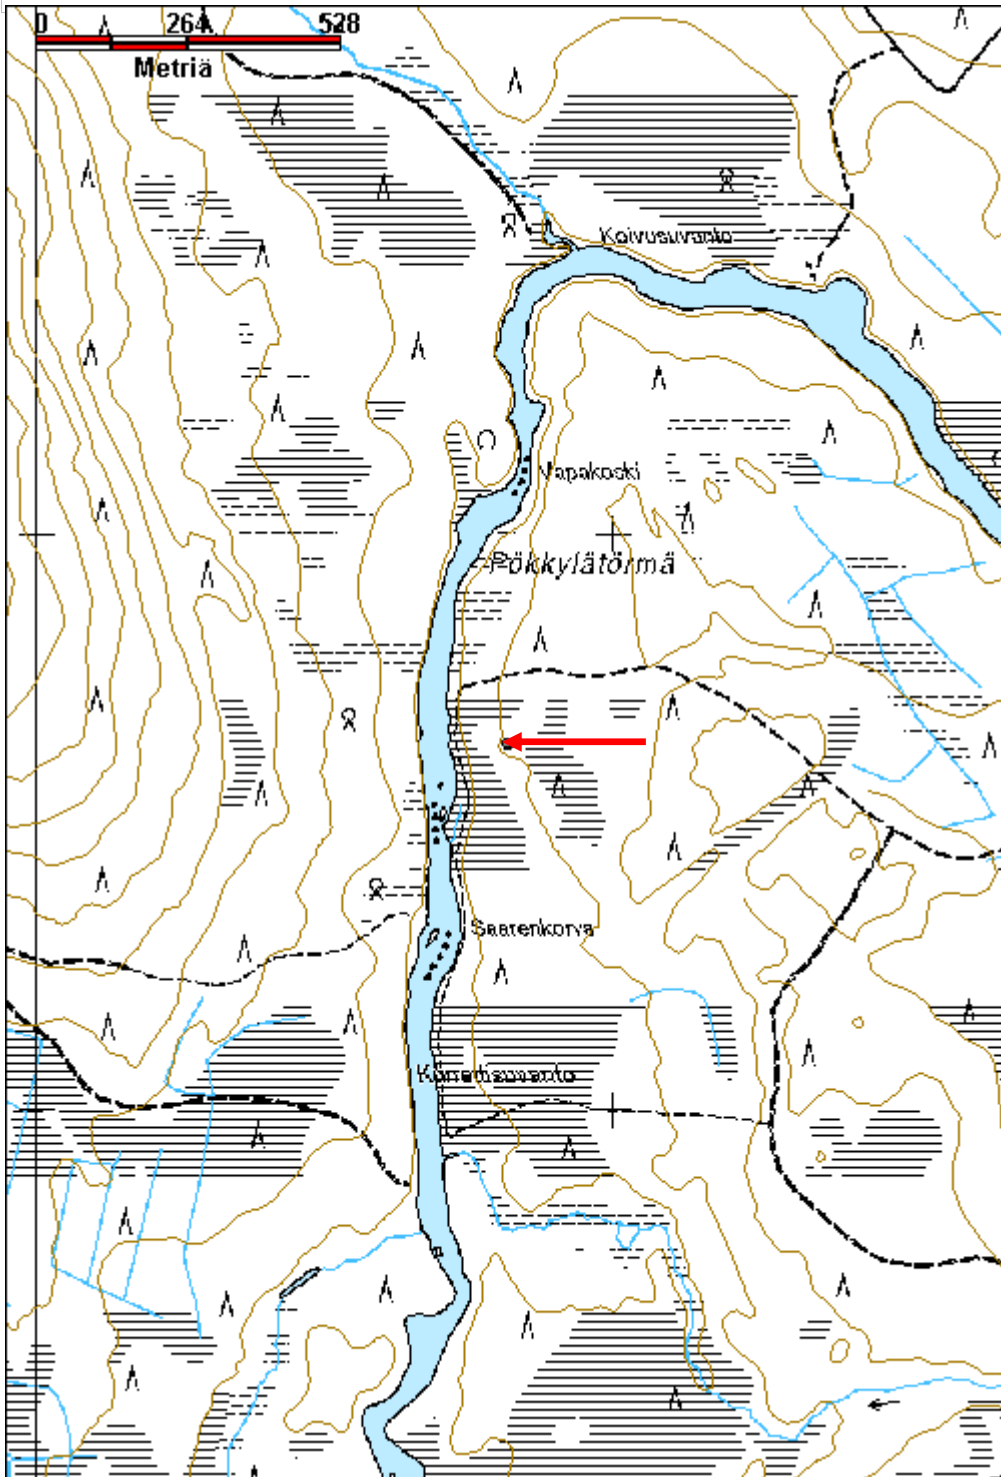 0 264 528
Metriä
Koivusuvanto
Vapakoski
Pökkylätörmä
Saarenkorva